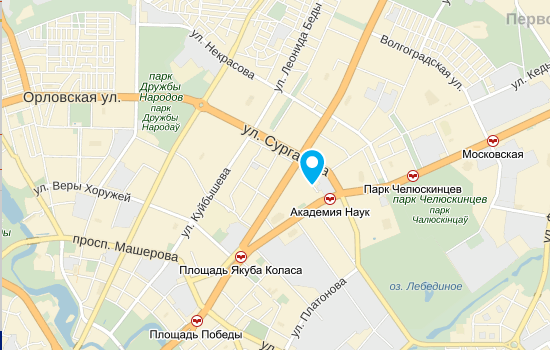 Перво
ул. Некрасова
ул. Леонида Беды
Волгоградская ул.
ул. Кедь
парк
Дружбы
Народов
парк
Дружбы
Народаў
Орловская ул.
ул. Сурга а
Московская
ул. Веры Хоружей
ул. Куйбышева
Парк Челюскинцев
парк Челюскинцев
парк
Чалюскінцаў
Академия Наук
просп. Машерова
Площадь Якуба Коласа
оз. Лебединое
ул. Платонова
Площадь Победы